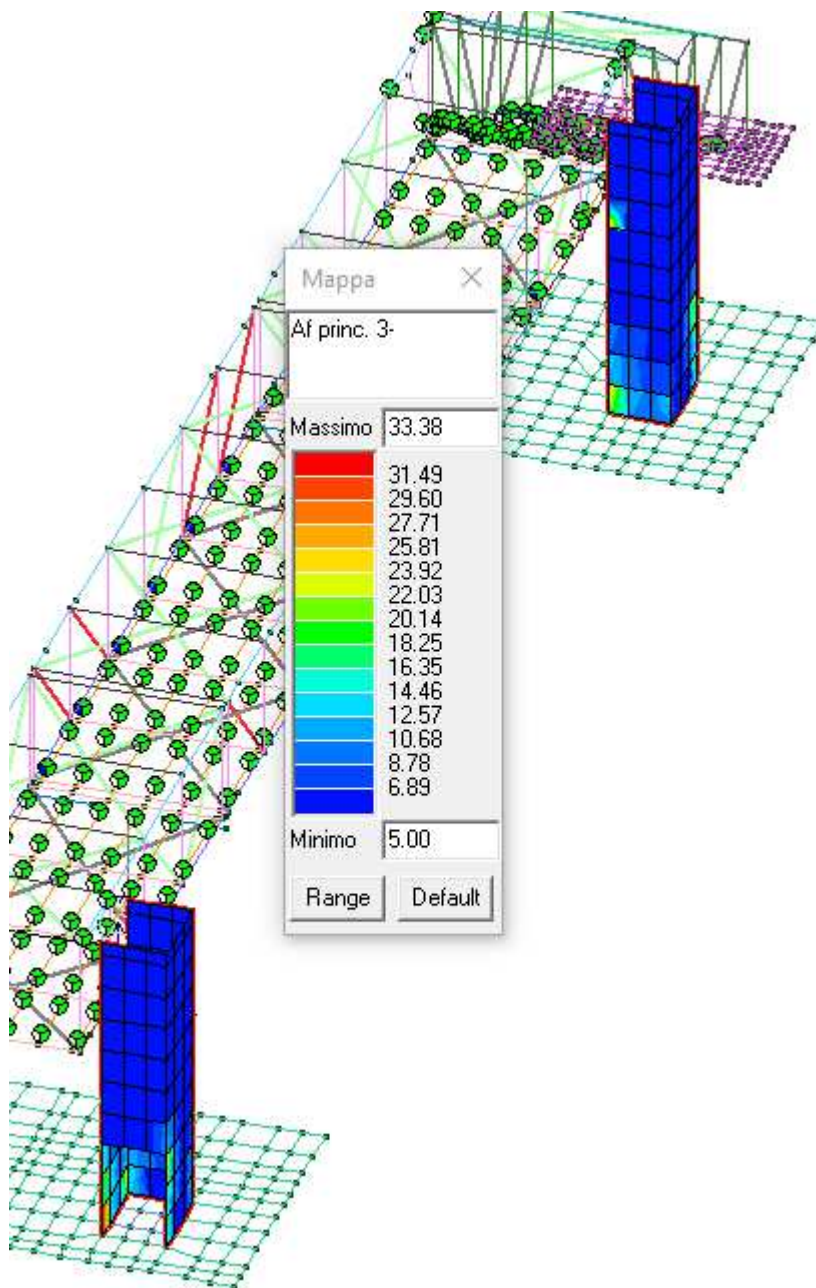 Mappa
Af princ. 3-
Massimo 33.38
31.49
29.60
27.71
25.81
23.92
22.03
20.14
18.25
16.35
14.46
12.57
10.68
8.78
6.89
Minimo 5.00
Range Default